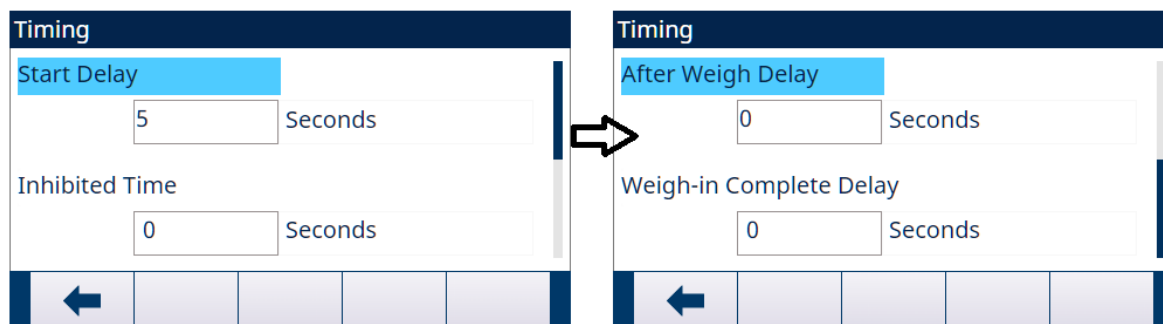 Timing
Start Delay
5 Seconds
Inhibited Time
0 Seconds
Timing
After Weigh Delay
0 Seconds
Weigh-in Complete Delay
0 Seconds